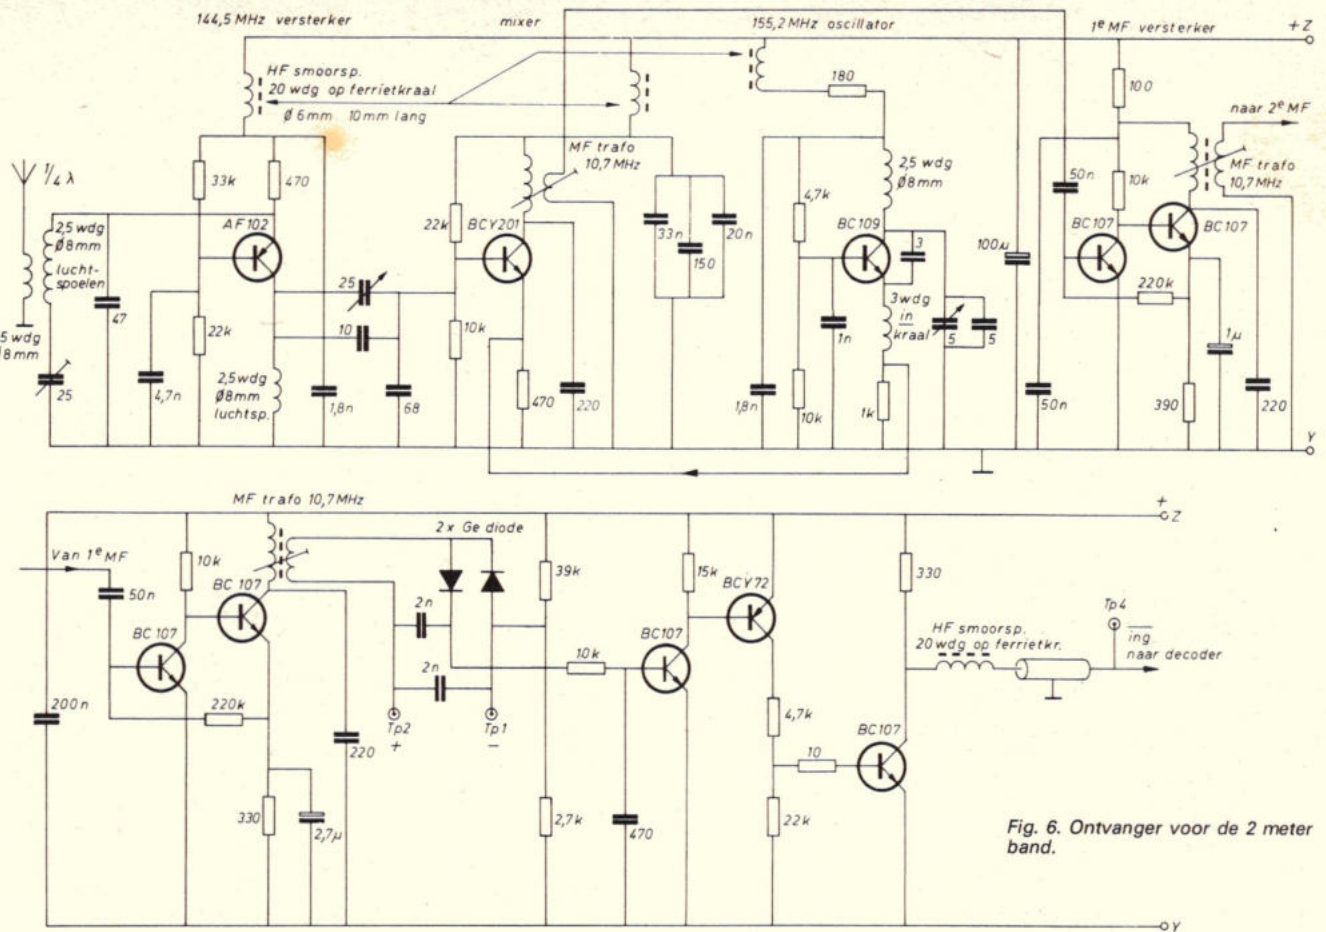 144,5 MHz versterker
mixer
155,2 MHz oscillator
1e MF versterker
+Z
HF smoorsp.
20 wdg op ferrietkraal
Ø 6mm 10mm lang
180
100
naar 2e MF
MF trafo
10,7 MHz
1/4 λ
33k
470
MF trafo
10,7 MHz
2,5 wdg
Ø8mm
4,7k
50n
10k
2,5 wdg
Ø8mm
lucht-
spoelen
AF102
22k
BCY201
33n
150
20n
BC109
3
100µ
BC107
BC107
47
25
10
22k
10k
3wdg
in
kraal
220k
5 wdg
8mm
25
4,7n
2,5wdg
Ø8mm
luchtsp.
1,8n
68
470
220
1,8n
1n
10k
1k
5
5
50n
390
1µ
220
Y
MF trafo 10,7MHz
2 x Ge diode
+
Z
Van 1e MF
50n
10k
BC107
BC107
2n
2n
39k
10k
15k
BCY72
BC107
330
HF smoorsp.
20 wdg op ferrietkr.
Tp4
ing
naar decoder
200n
220k
220
Tp2
+
Tp1
−
4,7k
10
BC107
330
2,7µ
2,7k
470
22k
Fig. 6. Ontvanger voor de 2 meter
band.
Y